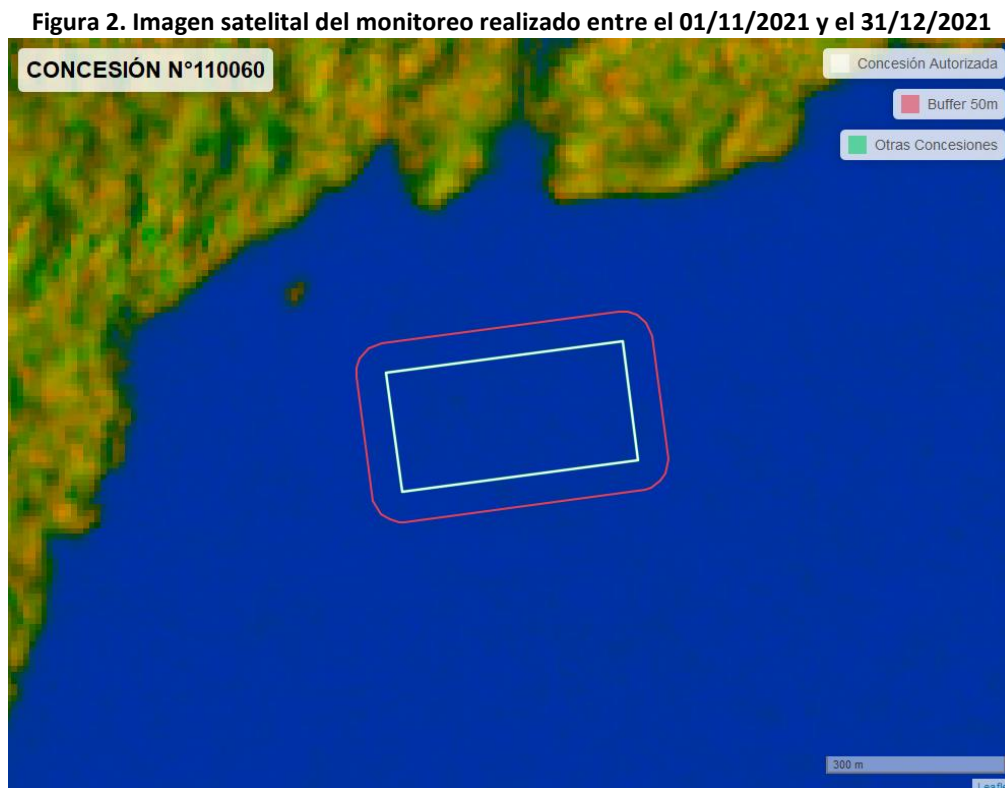 Figura 2. Imagen satelital del monitoreo realizado entre el 01/11/2021 y el 31/12/2021
CONCESIÓN N°110060
Concesión Autorizada
Buffer 50m
Otras Concesiones
300 m